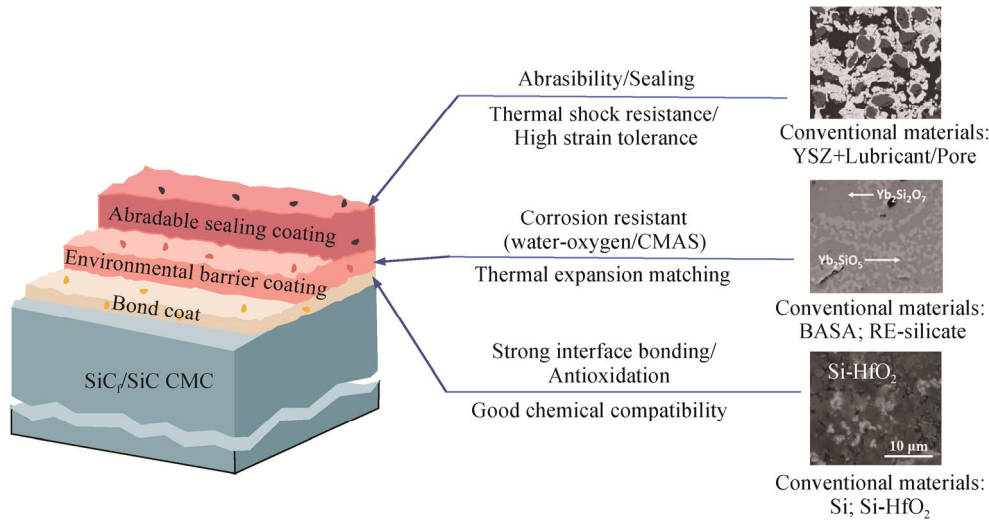 Abradable sealing coating
Environmental barrier coating
Bond coat
SiC_f/SiC CMC
Abrasibility/Sealing
Thermal shock resistance/
High strain tolerance
Corrosion resistant
(water-oxygen/CMAS)
Thermal expansion matching
Strong interface bonding/
Antioxidation
Good chemical compatibility
Conventional materials:
YSZ+Lubricant/Pore
Yb₂Si₂O₇
Yb₂SiO₅
Conventional materials:
BASA; RE-silicate
Si-HfO₂
10 μm
Conventional materials:
Si; Si-HfO₂